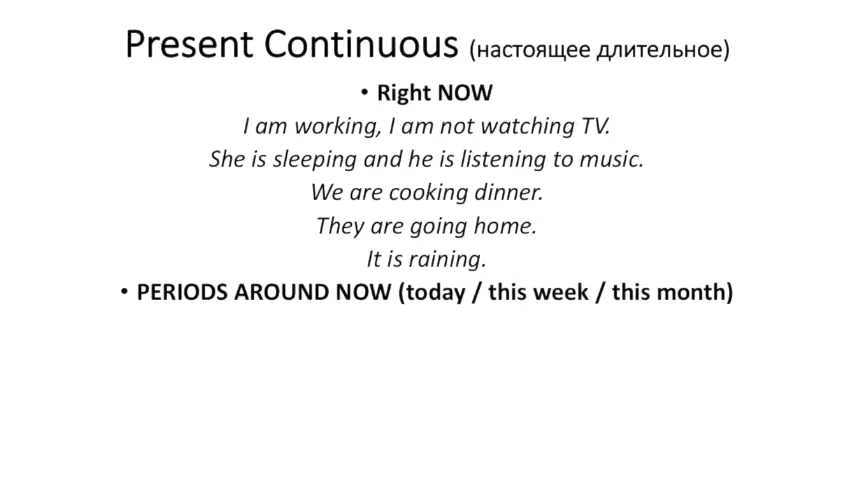 Present Continuous (настоящее длительное)
• Right NOW
I am working, I am not watching TV.
She is sleeping and he is listening to music.
We are cooking dinner.
They are going home.
It is raining.
• PERIODS AROUND NOW (today / this week / this month)